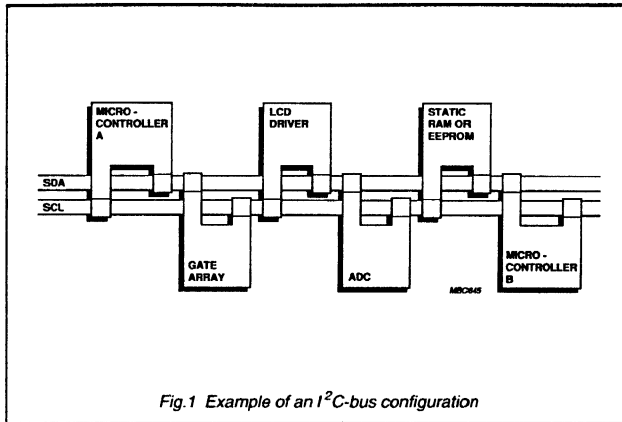 MICRO -
CONTROLLER
A
LCD
DRIVER
STATIC
RAM OR
EEPROM
SDA
SCL
GATE
ARRAY
ADC
MBC645
MICRO -
CONTROLLER
B
Fig.1 Example of an I²C-bus configuration